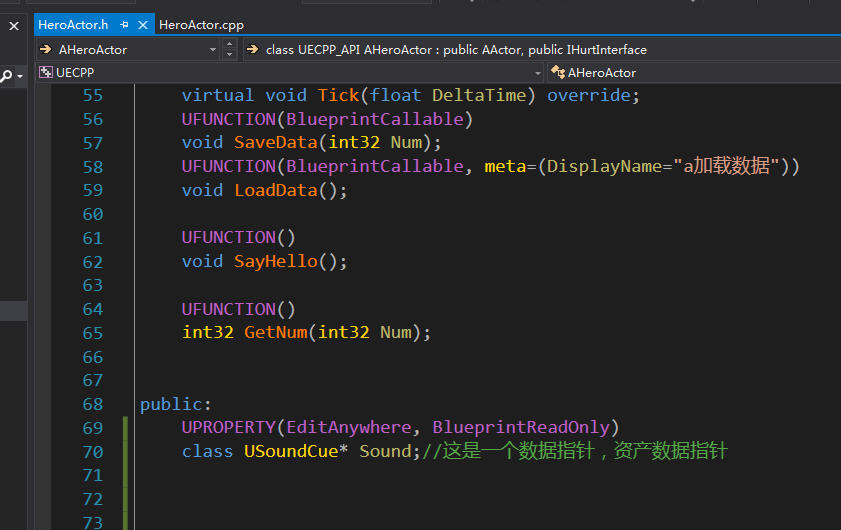 HeroActor.h HeroActor.cpp
AHeroActor class UECPP_API AHeroActor : public AActor, public IHurtInterface
UECPP AHeroActor
55 virtual void Tick(float DeltaTime) override;
56 UFUNCTION(BlueprintCallable)
57 void SaveData(int32 Num);
58 UFUNCTION(BlueprintCallable, meta=(DisplayName="a加载数据"))
59 void LoadData();
60
61 UFUNCTION()
62 void SayHello();
63
64 UFUNCTION()
65 int32 GetNum(int32 Num);
66
67
68 public:
69 UPROPERTY(EditAnywhere, BlueprintReadOnly)
70 class USoundCue* Sound;//这是一个数据指针，资产数据指针
71
72
73